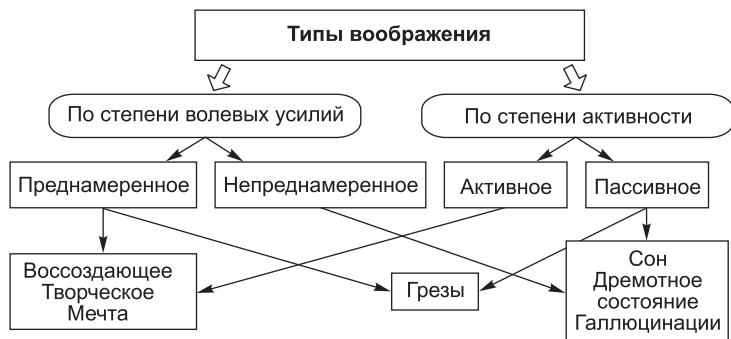 Типы воображения
По степени волевых усилий
По степени активности
Преднамеренное
Непреднамеренное
Активное
Пассивное
Воссоздающее
Творческое
Мечта
Грезы
Сон
Дремотное
состояние
Галлюцинации